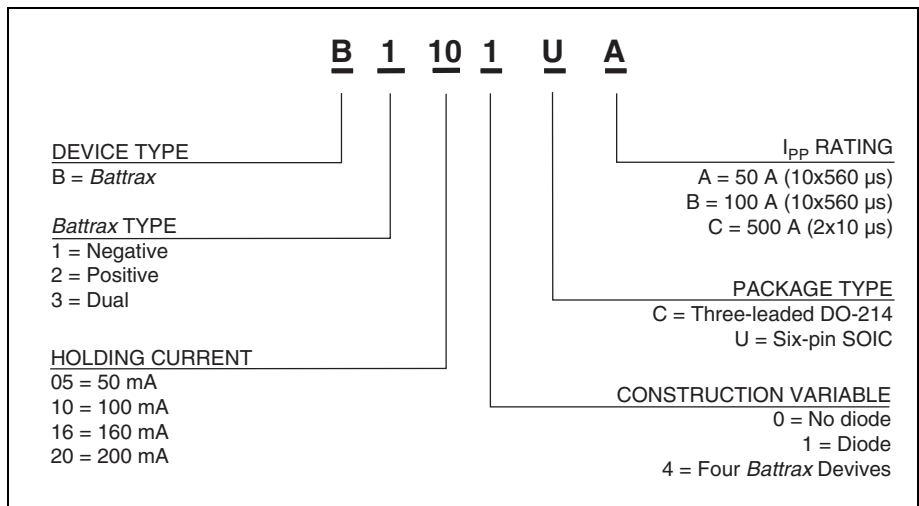 B 1 10 1 U A
DEVICE TYPE
B = Battrax
Battrax TYPE
1 = Negative
2 = Positive
3 = Dual
HOLDING CURRENT
05 = 50 mA
10 = 100 mA
16 = 160 mA
20 = 200 mA
IPP RATING
A = 50 A (10x560 µs)
B = 100 A (10x560 µs)
C = 500 A (2x10 µs)
PACKAGE TYPE
C = Three-leaded DO-214
U = Six-pin SOIC
CONSTRUCTION VARIABLE
0 = No diode
1 = Diode
4 = Four Battrax Devives